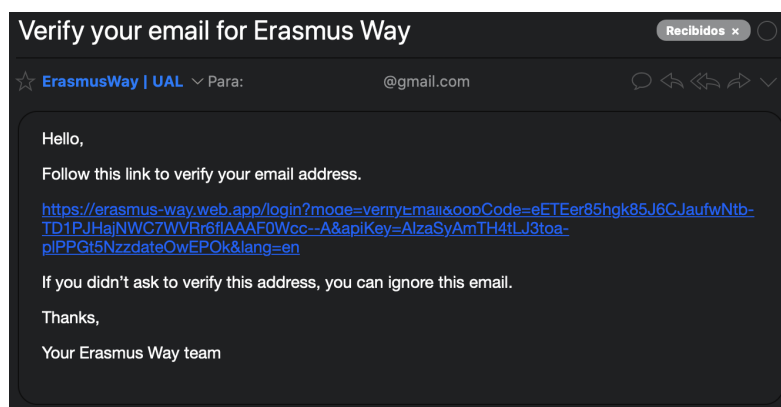 Verify your email for Erasmus Way
Recibidos ×
ErasmusWay | UAL Para: @gmail.com
Hello,
Follow this link to verify your email address.
https://erasmus-way.web.app/login?mode=verifyEmail&oobCode=eETEer85hgk85J6CJaufwNtb-
TD1PJHajNWC7WVRr6fIAAAF0Wcc--A&apiKey=AIzaSyAmTH4tLJ3toa-
plPPGt5NzzdateOwEPOk&lang=en
If you didn’t ask to verify this address, you can ignore this email.
Thanks,
Your Erasmus Way team